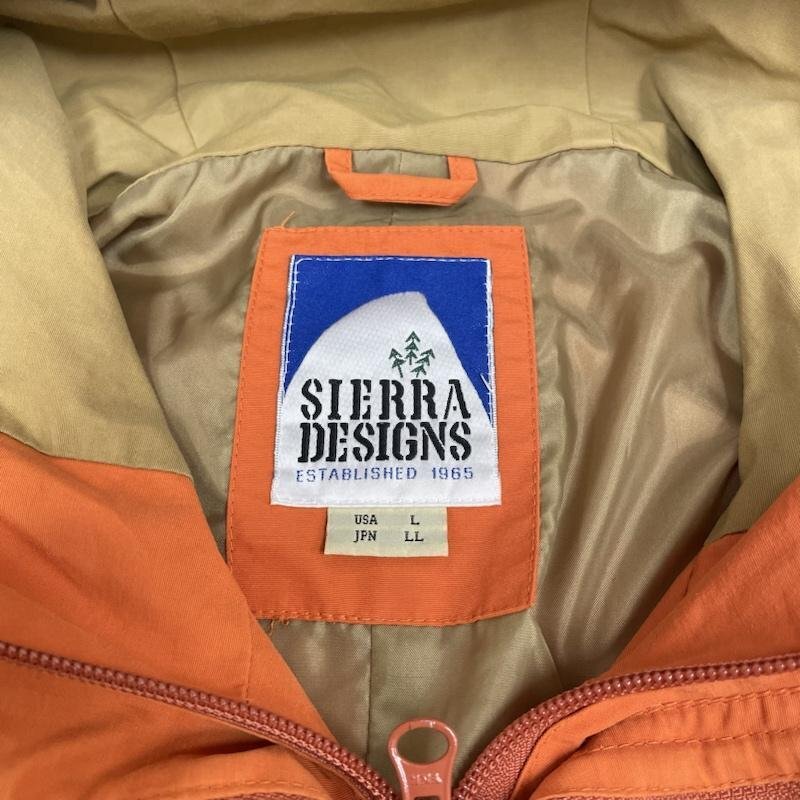 SIERRA
DESIGNS
ESTABLISHED 1965
USA L
JPN LL